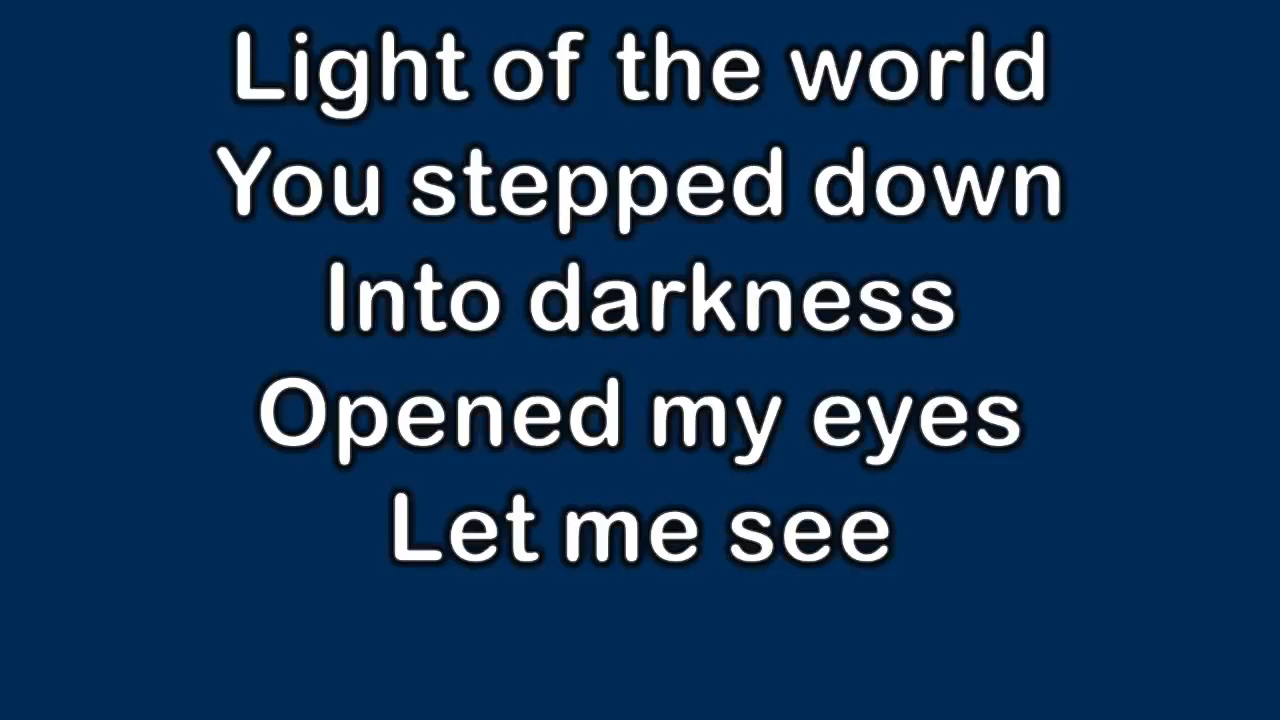 Light of the world
You stepped down
Into darkness
Opened my eyes
Let me see